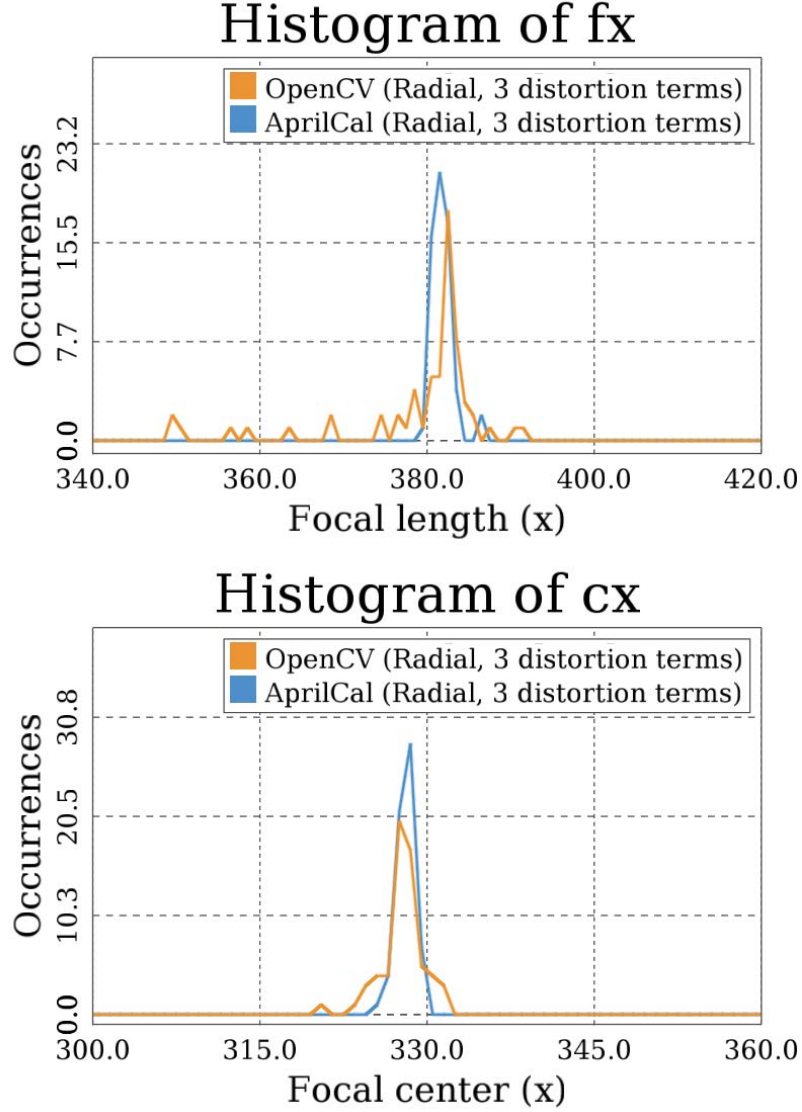 Histogram of fx
OpenCV (Radial, 3 distortion terms)
AprilCal (Radial, 3 distortion terms)
Occurrences
23.2
15.5
7.7
0.0
340.0 360.0 380.0 400.0 420.0
Focal length (x)
Histogram of cx
OpenCV (Radial, 3 distortion terms)
AprilCal (Radial, 3 distortion terms)
Occurrences
30.8
20.5
10.3
0.0
300.0 315.0 330.0 345.0 360.0
Focal center (x)